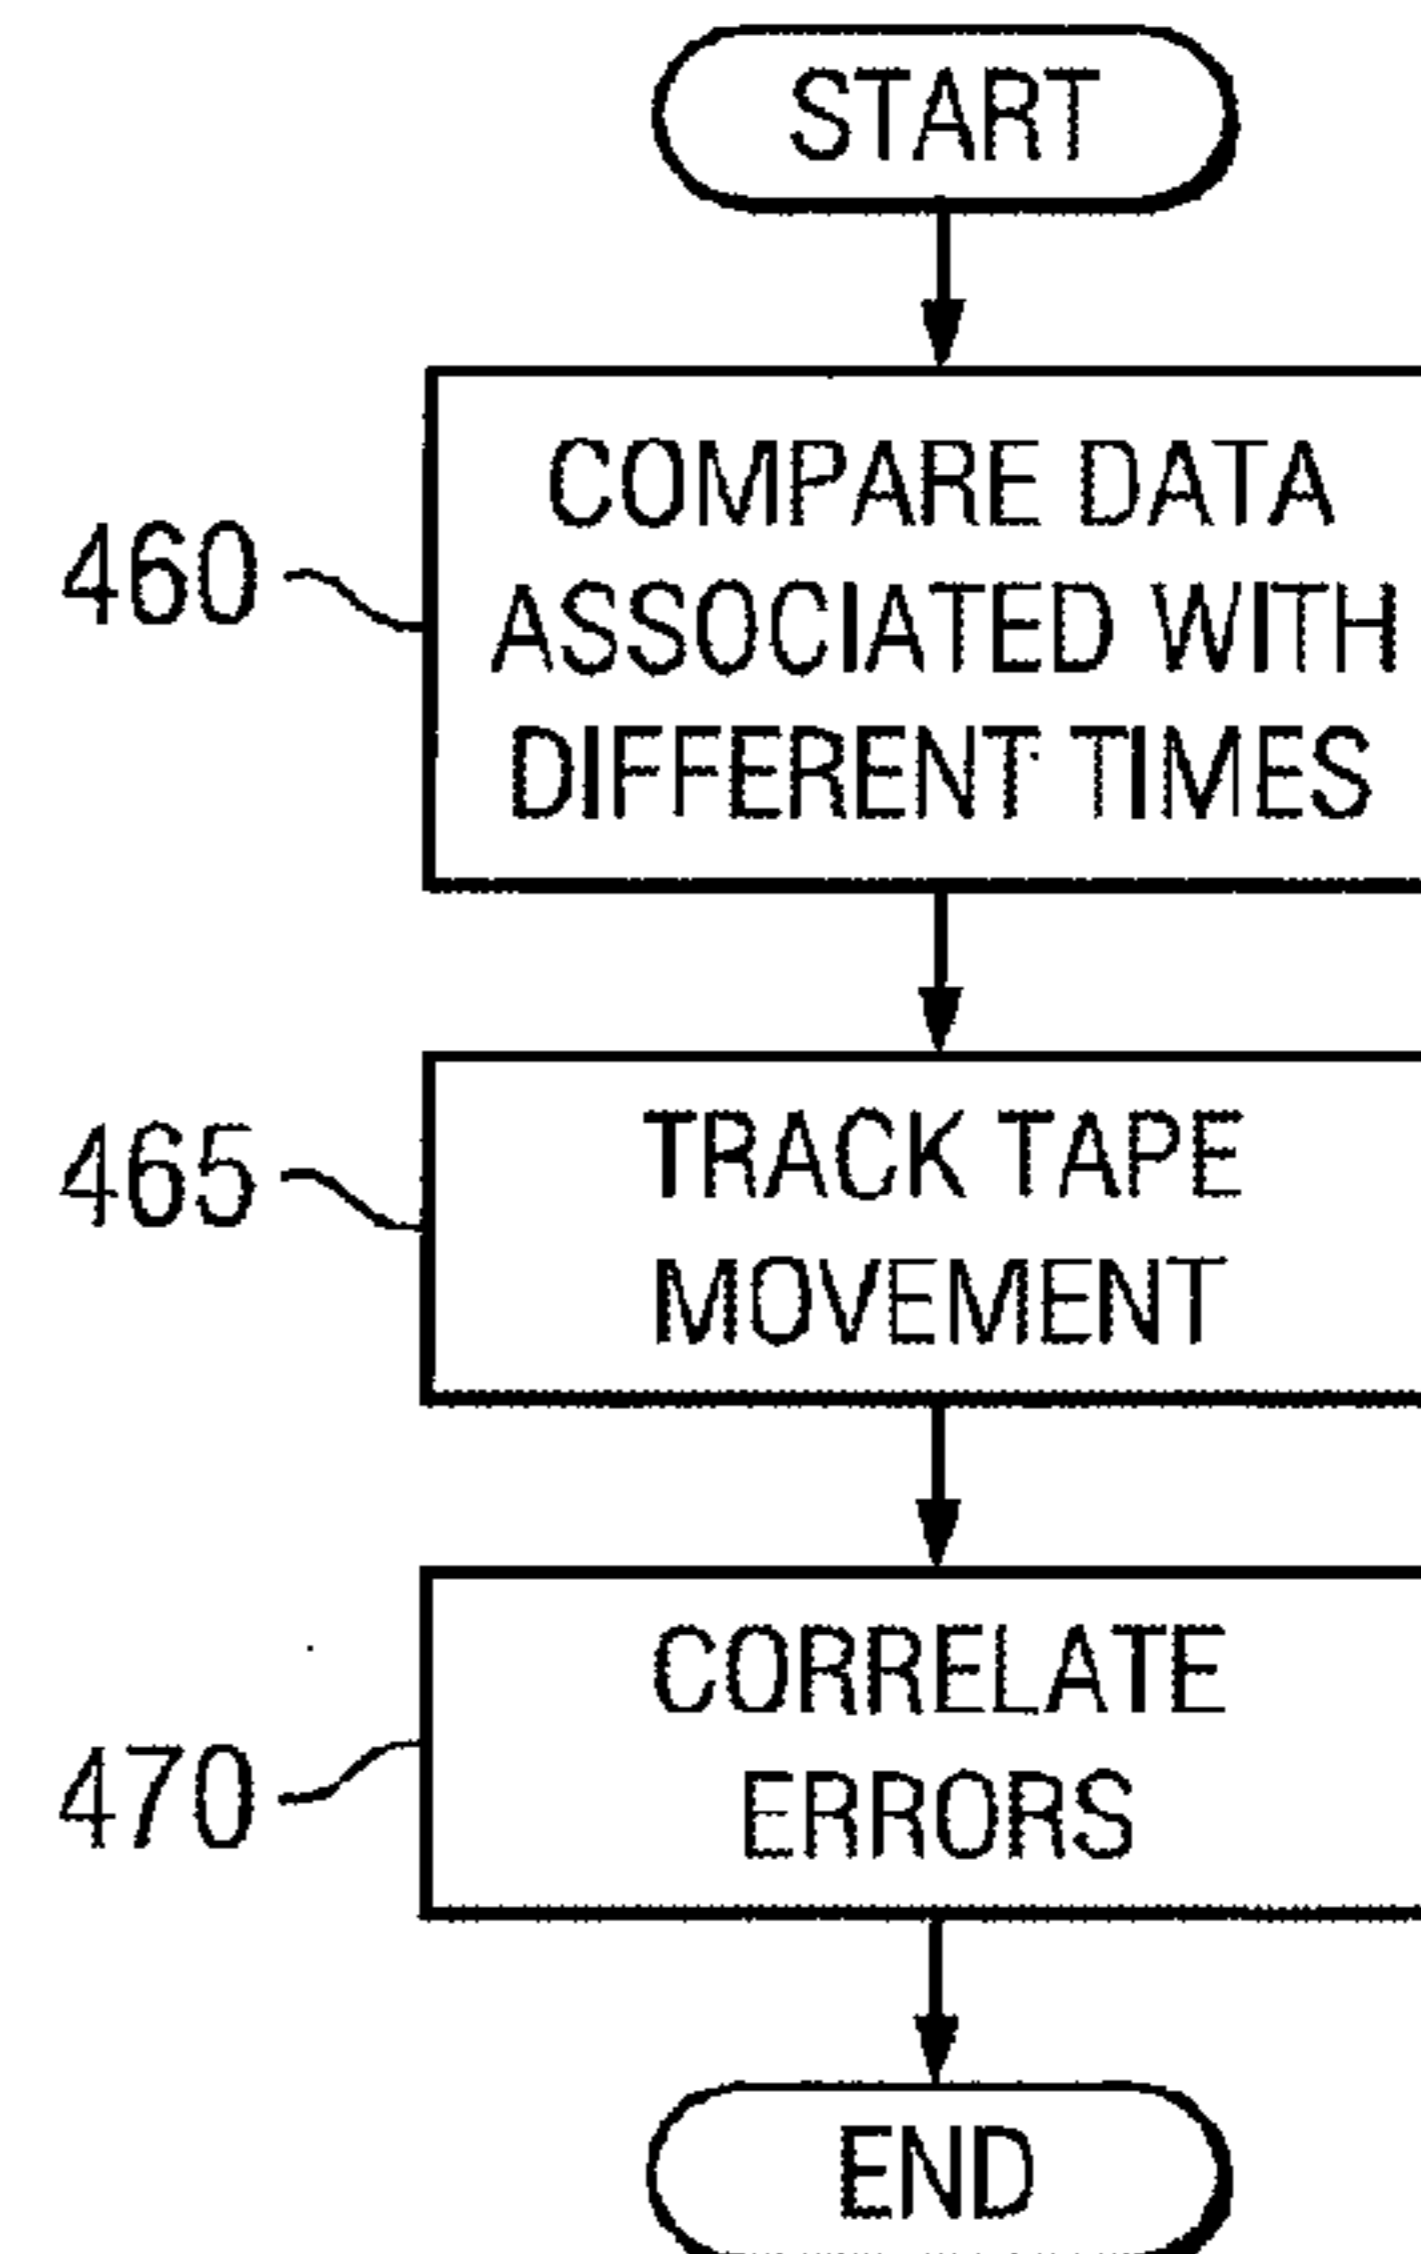 START
COMPARE DATA
ASSOCIATED WITH
DIFFERENT TIMES
460
TRACK TAPE
MOVEMENT
465
CORRELATE
ERRORS
470
END